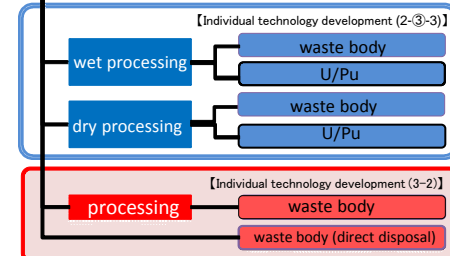 【Individual technology development (2-③-3)】
wet processing
waste body
U/Pu
dry processing
waste body
U/Pu
【Individual technology development (3-2)】
processing
waste body
waste body (direct disposal)